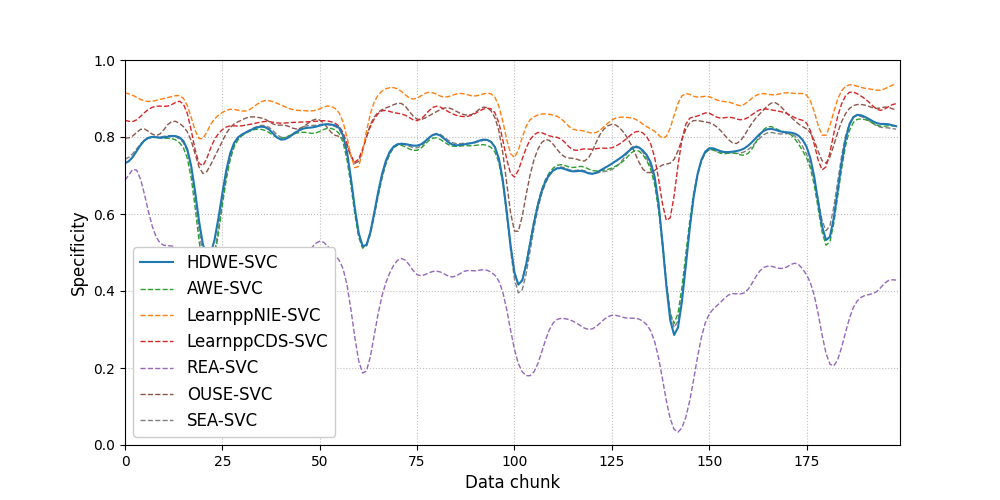 1.0
0.8
0.6
0.4
0.2
0.0
Specificity
HDWE-SVC
AWE-SVC
LearnppNIE-SVC
LearnppCDS-SVC
REA-SVC
OUSE-SVC
SEA-SVC
0 25 50 75 100 125 150 175
Data chunk